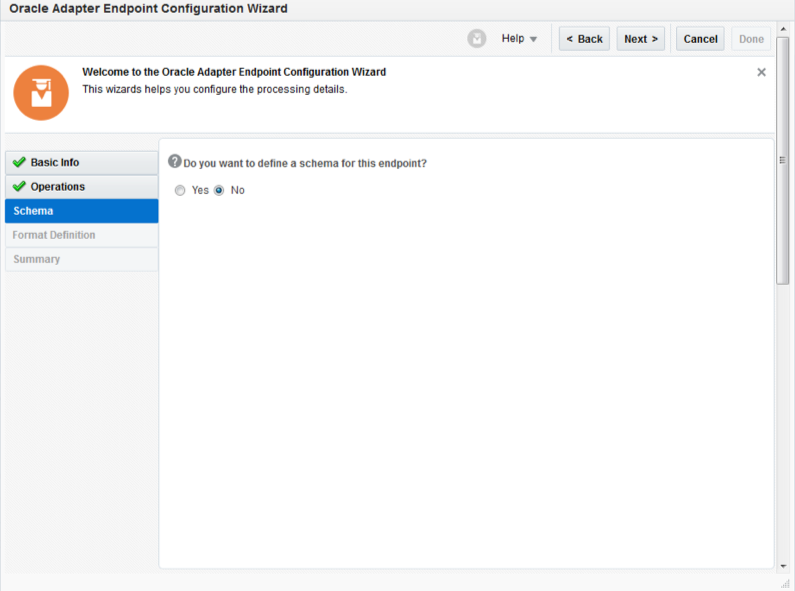 Oracle Adapter Endpoint Configuration Wizard
Help
< Back
Next >
Cancel
Done
Welcome to the Oracle Adapter Endpoint Configuration Wizard
This wizards helps you configure the processing details.
Basic Info
Operations
Schema
Format Definition
Summary
? Do you want to define a schema for this endpoint?
Yes No